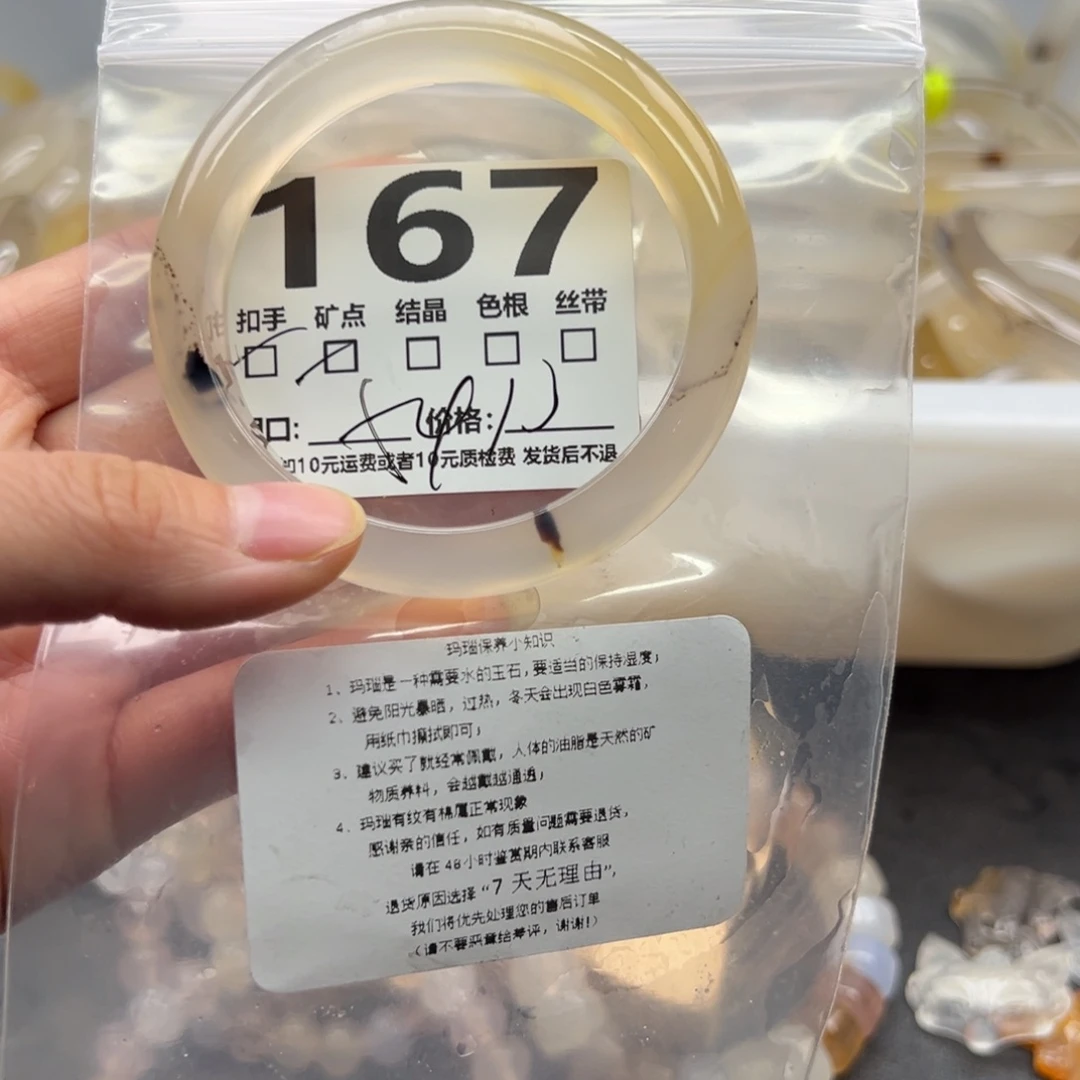 167
扣手 矿点 结晶 色根 丝带
口: 价格:
扣10元运费或者10元质检费 发货后不退
玛瑙保养小知识
1、玛瑙是一种需要水的玉石,要适当的保持湿度;
2、避免阳光暴晒，过热，冬天会出现白色雾霜，
用纸巾擦拭即可;
3、建议买了就经常佩戴，人体的油脂是天然的矿
物质养料，会越戴越通透;
4、玛瑙有纹有棉属正常现象
感谢亲的信任，如有质量问题需要退货，
请在48小时鉴赏期内联系客服
退货原因选择“7天无理由”，
我们将优先处理您的售后订单
(请不要恶意给差评，谢谢!)